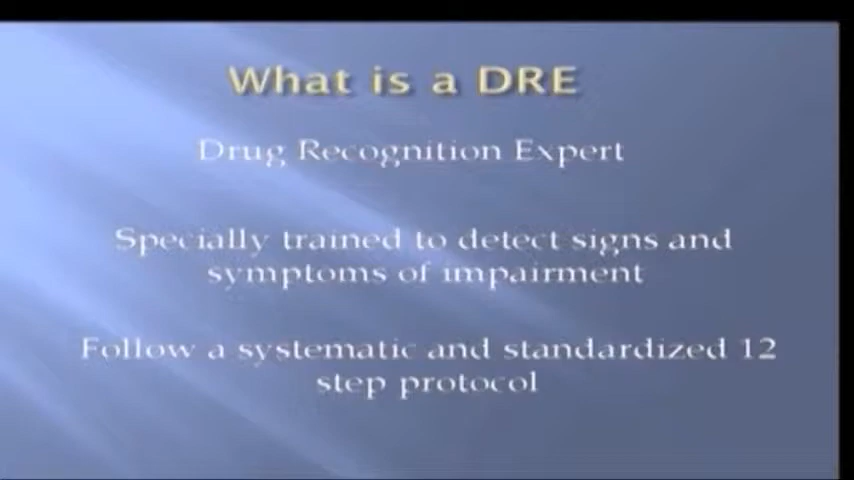 What is a DRE
Drug Recognition Expert
Specially trained to detect signs and
symptoms of impairment
Follow a systematic and standardized 12
step protocol